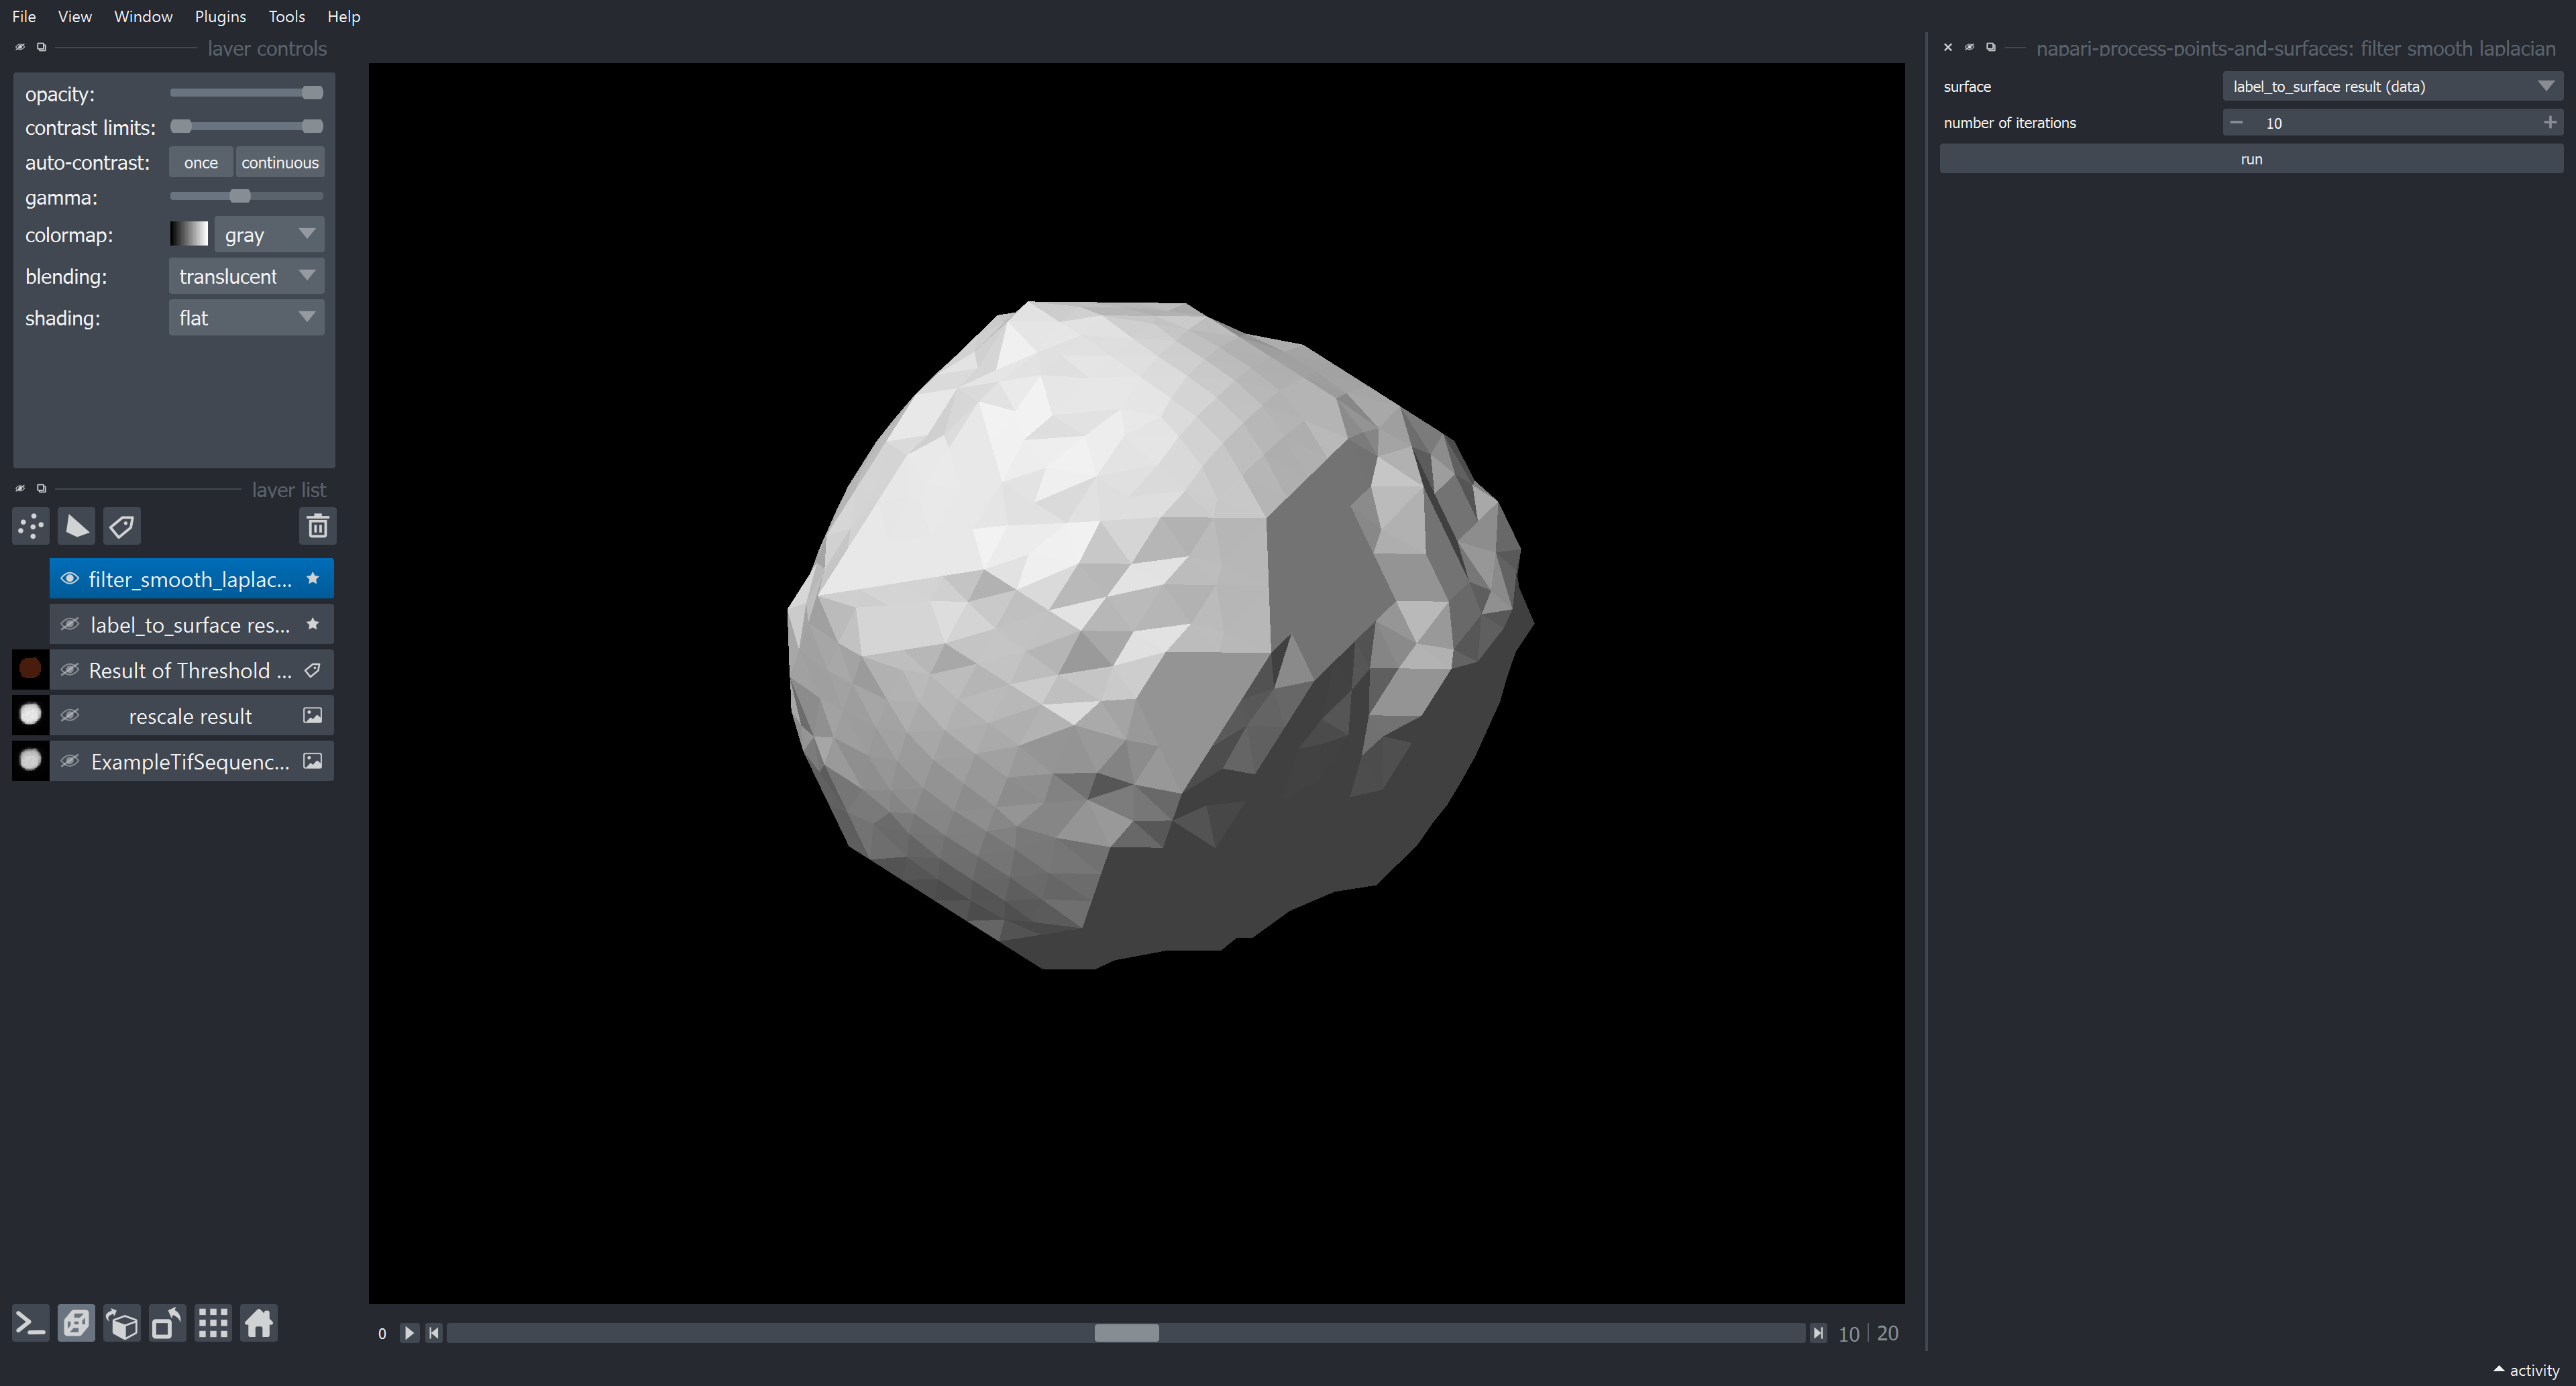 File View Window Plugins Tools Help
layer controls
opacity:
contrast limits:
auto-contrast: once continuous
gamma:
colormap: gray
blending: translucent
shading: flat
layer list
filter_smooth_laplac...
label_to_surface res...
Result of Threshold ...
rescale result
ExampleTifSequenc...
0
10 | 20
napari-process-points-and-surfaces: filter smooth laplacian
surface label_to_surface result (data)
number of iterations 10
run
activity